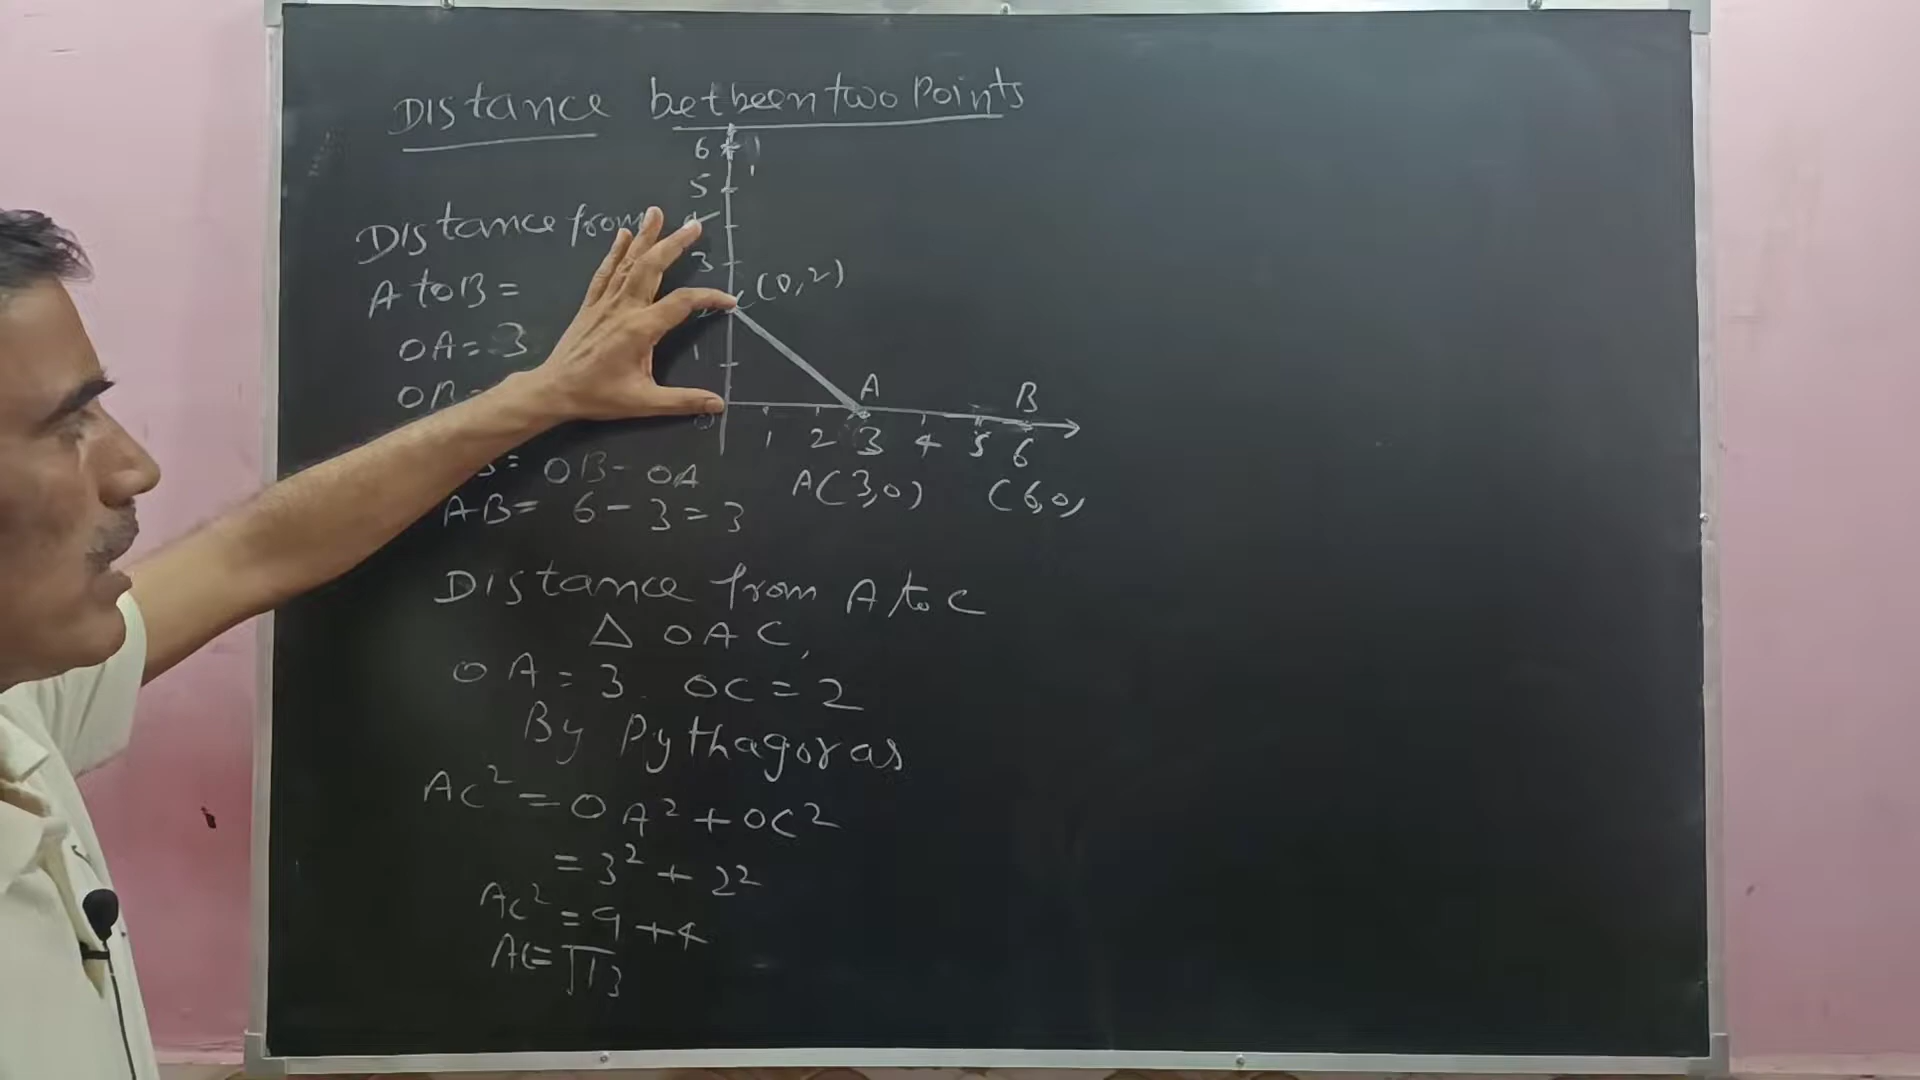 Distance between two Points
6
5
Distance from
3
C(0,2)
A to B =
2
OA = 3
1
OB =
A
B
0
1 2 3 4 5 6
= OB - OA
A(3,0) (6,0,
AB = 6 - 3 = 3
Distance from A to C
△ OAC,
OA = 3. OC = 2
By Pythagoras
AC² = OA² + OC²
= 3² + 2²
AC² = 9 + 4
AC = √13